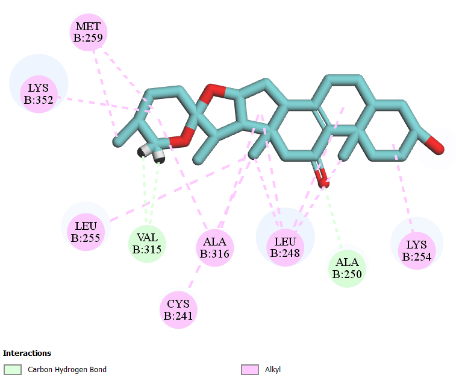 MET
B:259
LYS
B:352
LEU
B:255
VAL
B:315
ALA
B:316
LEU
B:248
ALA
B:250
LYS
B:254
CYS
B:241
Interactions
Carbon Hydrogen Bond
Alkyl